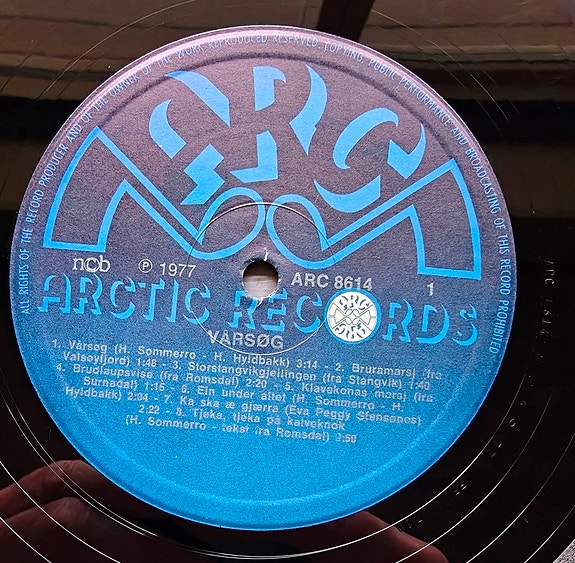 ALL RIGHTS OF THE RECORD PRODUCER AND OF THE OWNER OF THE WORK REPRODUCED RESERVED. COPYING, PUBLIC PERFORMANCE AND BROADCASTING OF THIS RECORD PROHIBITED
ARC
ncb
Ⓟ 1977
ARC 8614
1
ARCTIC RECORDS
ARC
VÅRSØG
1. Vårsøg (H. Sommerro - H. Hyldbakk) 3:14 - 2. Bruramarsj (fra
Valsøyfjord) 1:48 - 3. Storstangvikgjeilingen (fra Stangvik) 1:40
4. Brudlaupsvise (fra Romsdal) 2:20 - 5. Klavakonas marsj (fra
Surnadal) 1:15 - 6. Ein under alle! (H. Sommerro - H.
Hyldbakk) 2:04 - 7. Ka ska æ gjærra (Eva Peggy Stensønes)
2:22 - 8. Tjeka, tjeka på kalveknok
(H. Sommerro - tekst fra Romsdal) 3:50